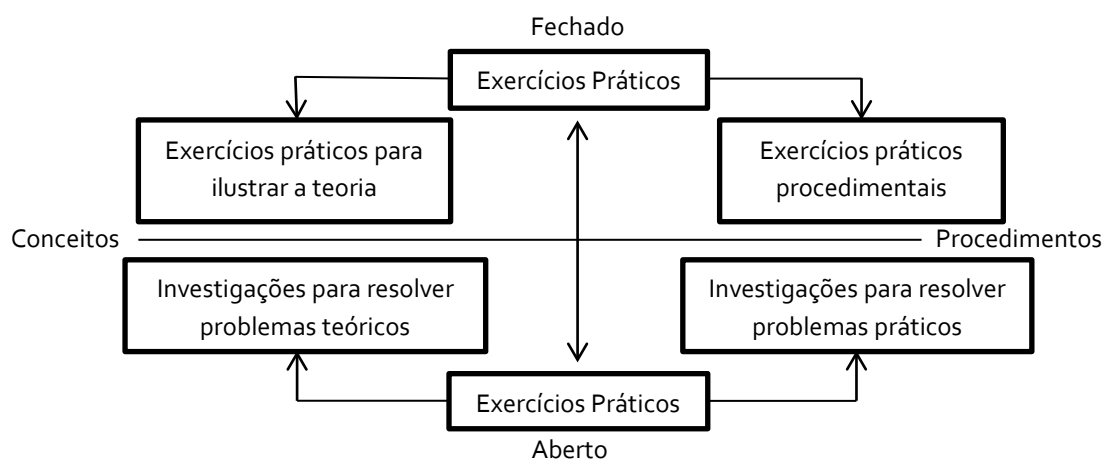 Fechado
Exercícios Práticos
Exercícios práticos para
ilustrar a teoria
Exercícios práticos
procedimentais
Conceitos
Procedimentos
Investigações para resolver
problemas teóricos
Investigações para resolver
problemas práticos
Exercícios Práticos
Aberto